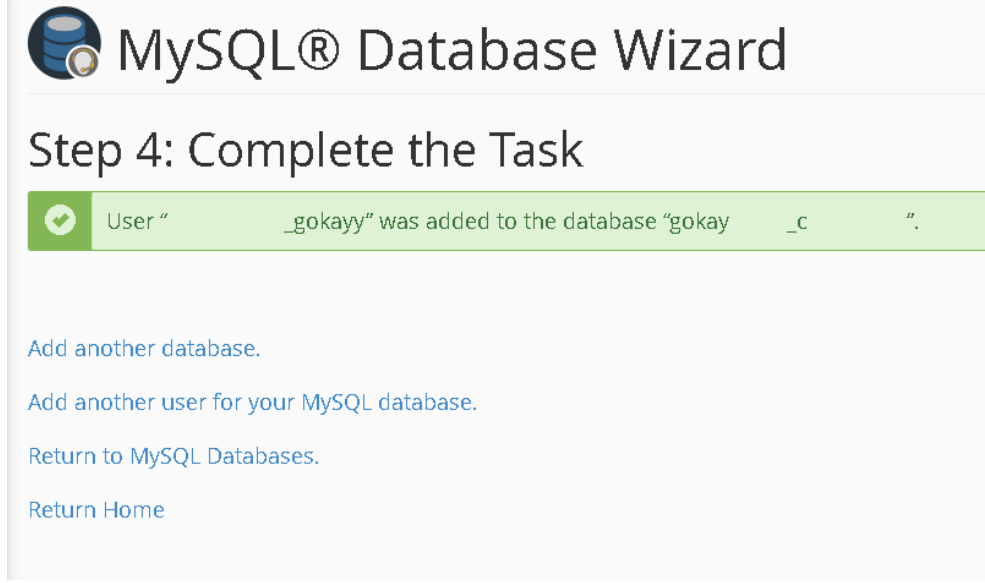 MySQL® Database Wizard
Step 4: Complete the Task
User “ _gokayy” was added to the database “gokay _c ”.
Add another database.
Add another user for your MySQL database.
Return to MySQL Databases.
Return Home